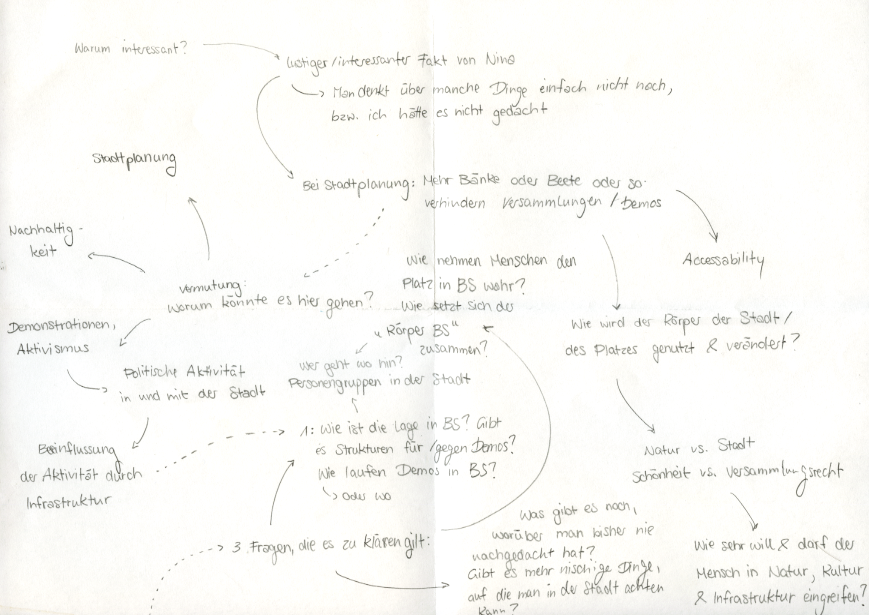 Warum interessant?
lustiger/interessanter Fakt von Nina
Man denkt über manche Dinge einfach nicht nach,
bzw. ich hätte es nicht gedacht
Stadtplanung
Bei Stadtplanung: Mehr Bänke oder Beete oder so
verhindern Versammlungen/Demos
Accessability
Nachhaltig-
keit
Vermutung:
Warum könnte es hier gehen?
Wie nehmen Menschen den
Platz in BS wahr?
Wie setzt sich der
"Körper BS"
zusammen?
Wie wird der Körper der Stadt/
des Platzes genutzt & verändert?
Demonstrationen,
Aktivismus
Politische Aktivität
in und mit der Stadt
Wer geht wo hin?
Personengruppen in der Stadt
Beeinflussung
der Aktivität durch
Infrastruktur
1: Wie ist die Lage in BS? Gibt
es Strukturen für/gegen Demos?
Wie laufen Demos in BS?
oder wo
Natur vs. Stadt
Schönheit vs. Versammlungsrecht
3 Fragen, die es zu klären gilt:
Was gibt es noch,
worüber man bisher nie
nachgedacht hat?
Gibt es mehr nischige Dinge,
auf die man in der Stadt achten
kann?
Wie sehr will & darf der
Mensch in Natur, Kultur
& Infrastruktur eingreifen?